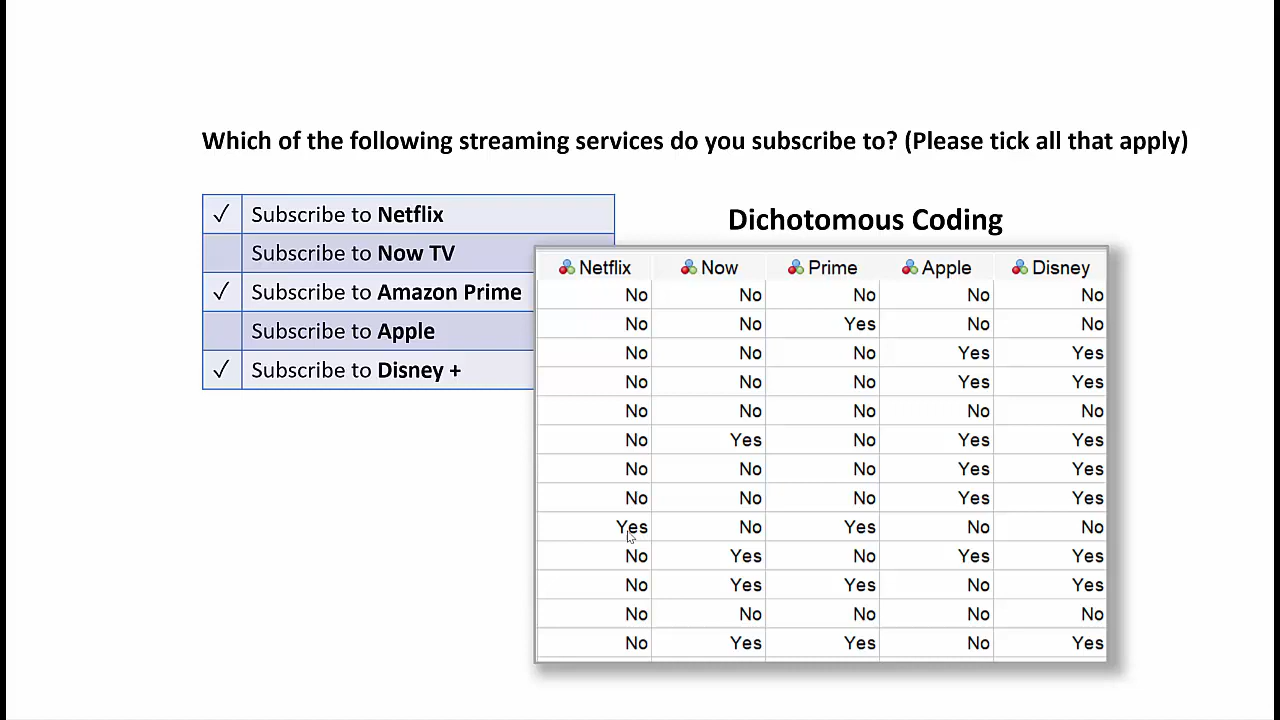 Which of the following streaming services do you subscribe to? (Please tick all that apply)
✓ Subscribe to Netflix
Subscribe to Now TV
✓ Subscribe to Amazon Prime
Subscribe to Apple
✓ Subscribe to Disney +
Dichotomous Coding
Netflix Now Prime Apple Disney
No No No No No
No No Yes No No
No No No Yes Yes
No No No Yes Yes
No No No No No
No Yes No Yes Yes
No No No Yes Yes
No No No Yes Yes
Yes No Yes No No
No Yes No Yes Yes
No Yes Yes No Yes
No No No No No
No Yes Yes No Yes